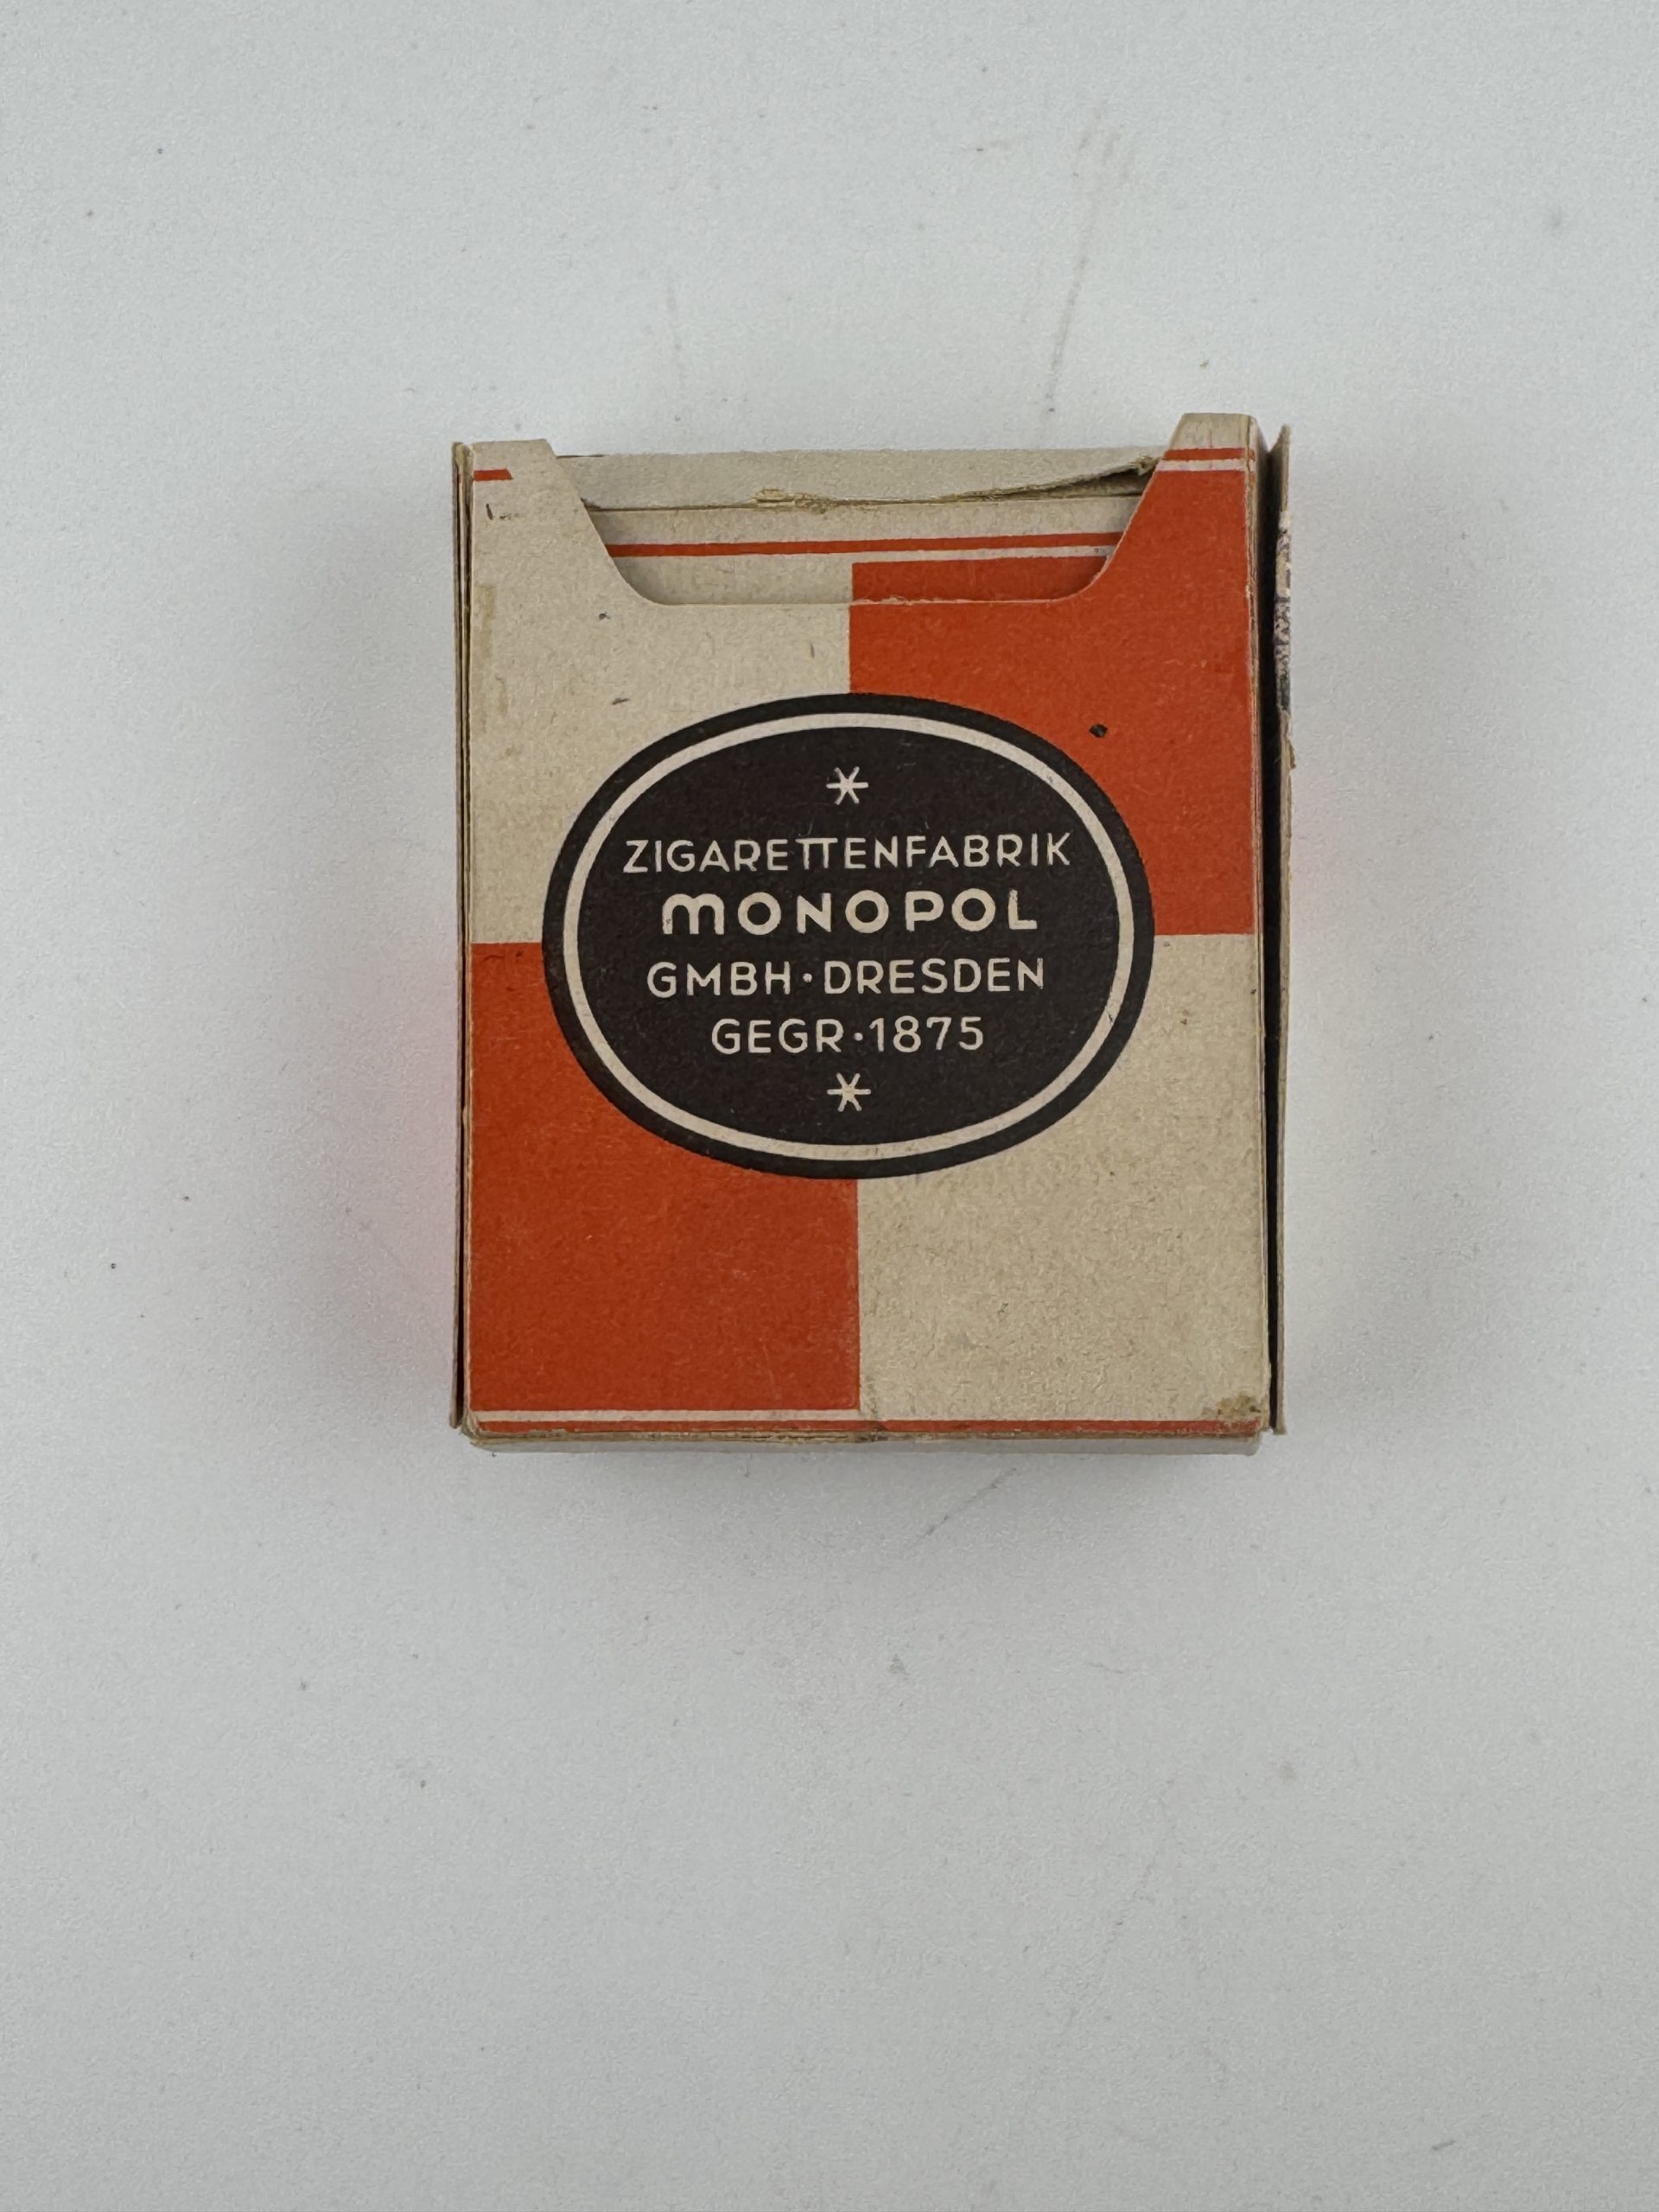 ZIGARETTENFABRIK
MONOPOL
GMBH·DRESDEN
GEGR·1875